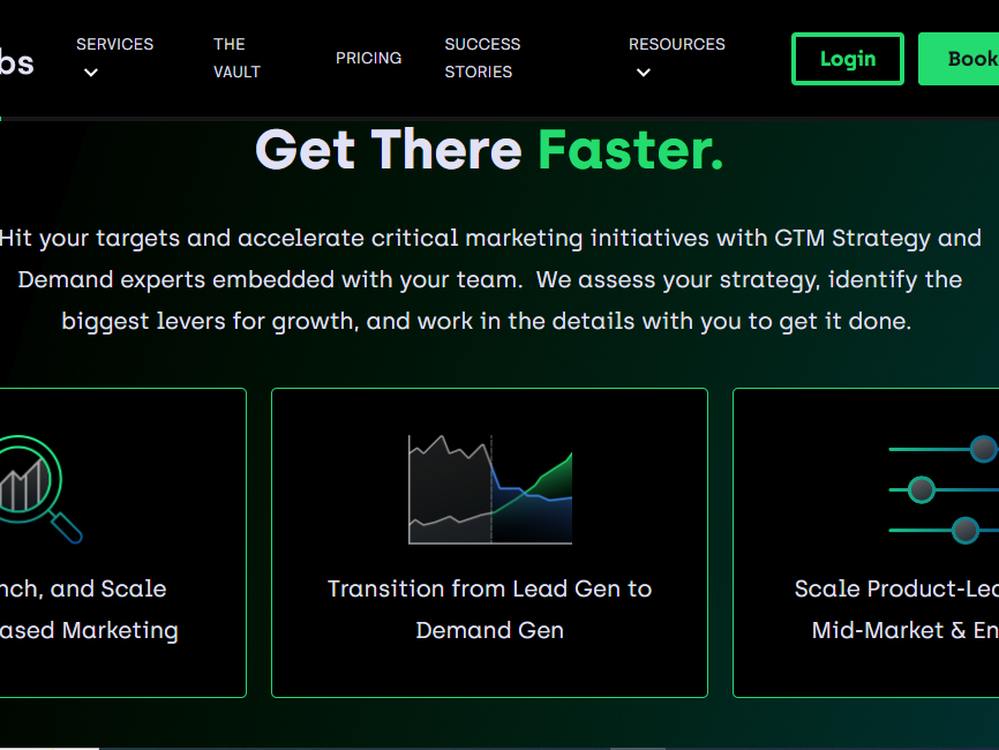 bs
SERVICES
THE
VAULT
PRICING
SUCCESS
STORIES
RESOURCES
Login
Book
Get There Faster.
Hit your targets and accelerate critical marketing initiatives with GTM Strategy and
Demand experts embedded with your team. We assess your strategy, identify the
biggest levers for growth, and work in the details with you to get it done.
nch, and Scale
ased Marketing
Transition from Lead Gen to
Demand Gen
Scale Product-Led
Mid-Market & En